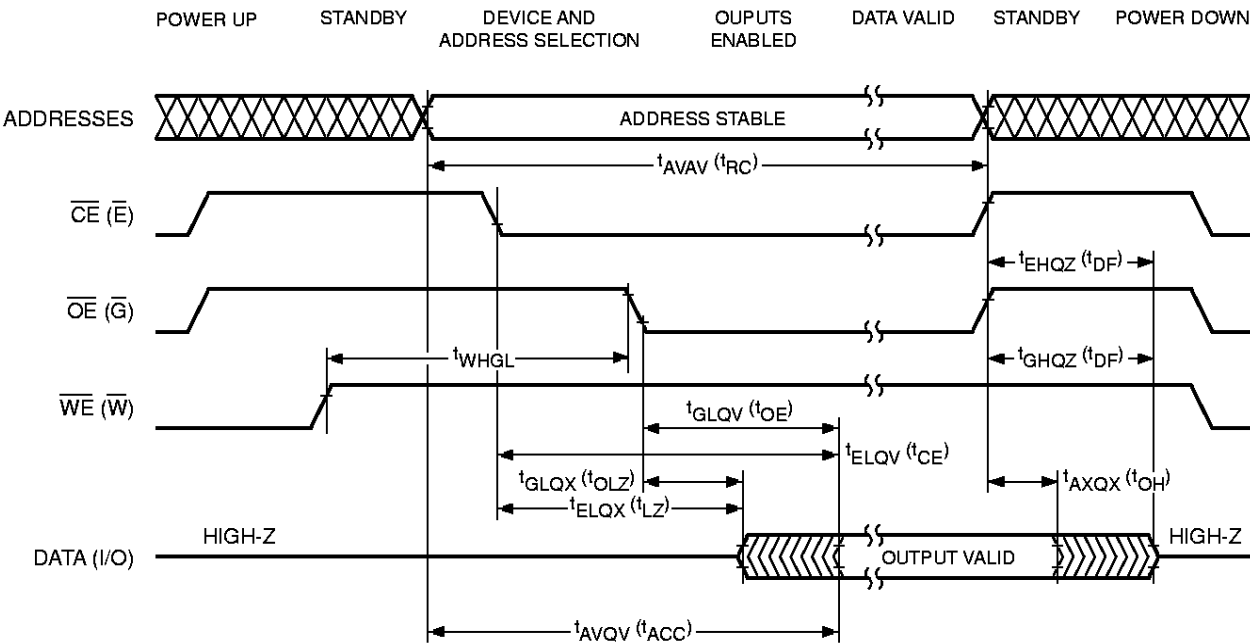 POWER UP
STANDBY
DEVICE AND
ADDRESS SELECTION
OUPUTS
ENABLED
DATA VALID
STANDBY
POWER DOWN
ADDRESSES
ADDRESS STABLE
tAVAV (tRC)
CE (E)
tEHQZ (tDF)
OE (G)
tWHGL
tGHQZ (tDF)
WE (W)
tGLQV (tOE)
tELQV (tCE)
tGLQX (tOLZ)
tAXQX (tOH)
tELQX (tLZ)
HIGH-Z
HIGH-Z
DATA (I/O)
OUTPUT VALID
tAVQV (tACC)